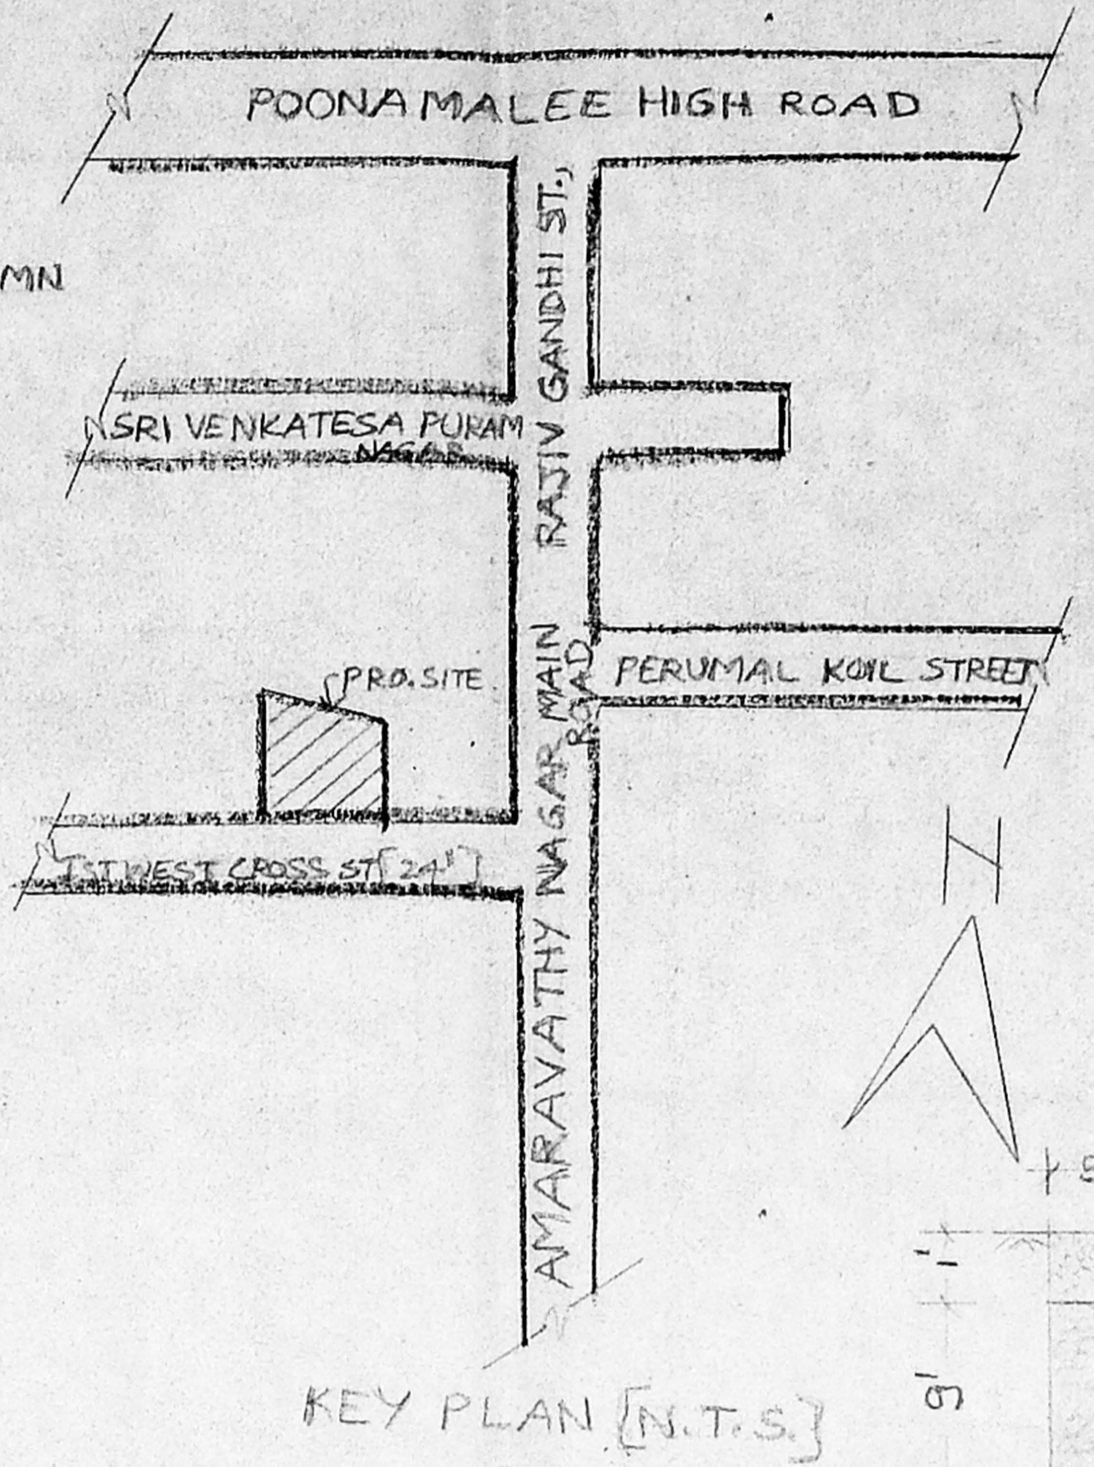 POONAMALEE HIGH ROAD
RAJIV GANDHI ST.,
MN
SRI VENKATESA PURAM
NAGAR
PERUMAL KOIL STREET
AMARAVATHY NAGAR MAIN
ROAD
PRO.SITE
IST WEST CROSS ST[24']
N
KEY PLAN [N.T.S.]